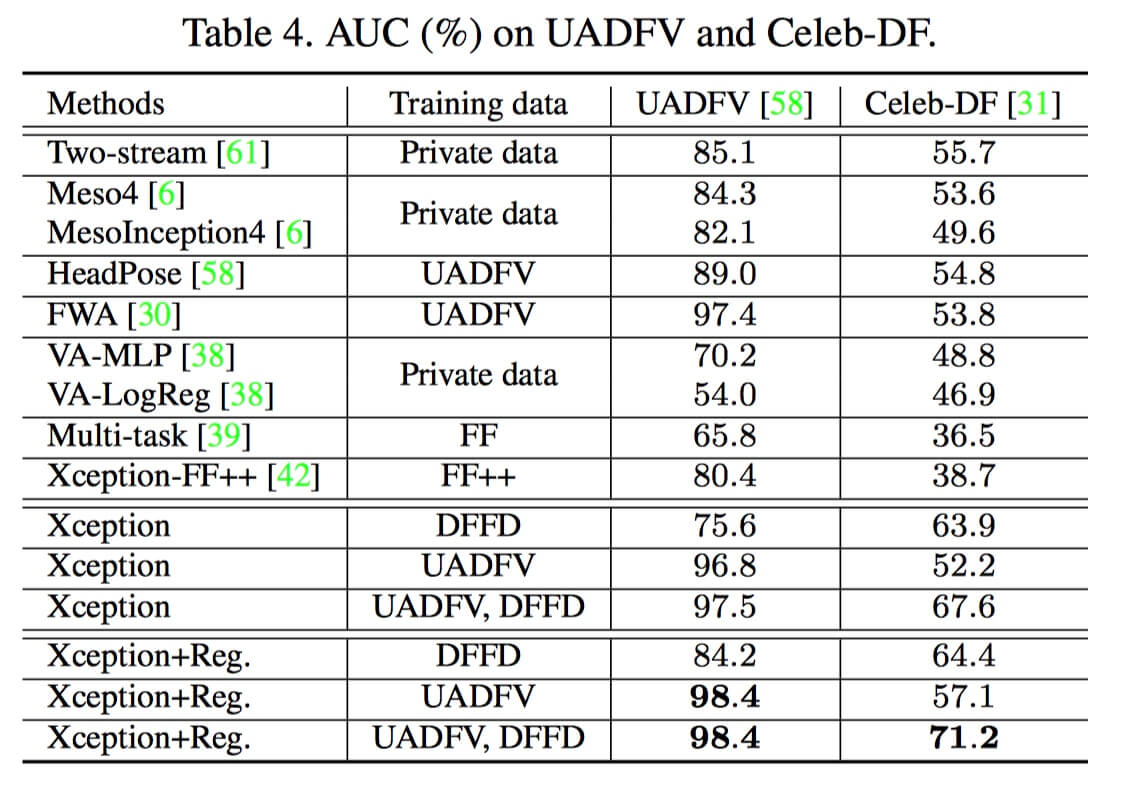 Table 4. AUC (%) on UADFV and Celeb-DF.
Methods Training data UADFV [58] Celeb-DF [31]
Two-stream [61] Private data 85.1 55.7
Meso4 [6] Private data 84.3 53.6
MesoInception4 [6] 82.1 49.6
HeadPose [58] UADFV 89.0 54.8
FWA [30] UADFV 97.4 53.8
VA-MLP [38] Private data 70.2 48.8
VA-LogReg [38] 54.0 46.9
Multi-task [39] FF 65.8 36.5
Xception-FF++ [42] FF++ 80.4 38.7
Xception DFFD 75.6 63.9
Xception UADFV 96.8 52.2
Xception UADFV, DFFD 97.5 67.6
Xception+Reg. DFFD 84.2 64.4
Xception+Reg. UADFV 98.4 57.1
Xception+Reg. UADFV, DFFD 98.4 71.2